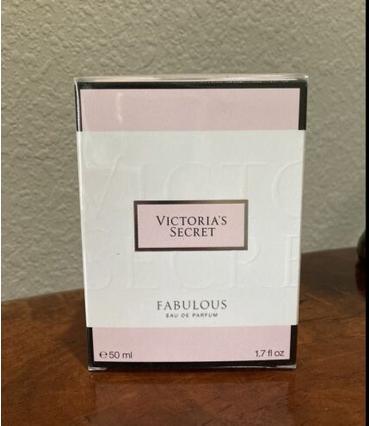 VICTORIA'S
SECRET
FABULOUS
EAU DE PARFUM
℮ 50 ml 1.7 fl oz